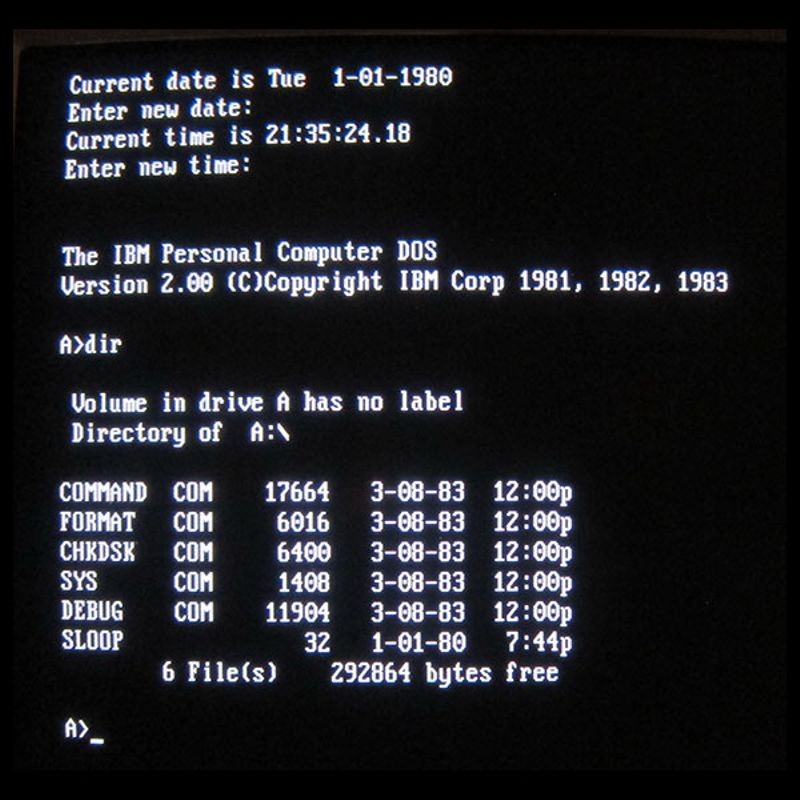 Current date is Tue  1-01-1980
Enter new date:
Current time is 21:35:24.18
Enter new time:
The IBM Personal Computer DOS
Version 2.00 (C)Copyright IBM Corp 1981, 1982, 1983
A>dir
Volume in drive A has no label
Directory of  A:\
COMMAND  COM    17664   3-08-83  12:00p
FORMAT   COM     6016   3-08-83  12:00p
CHKDSK   COM     6400   3-08-83  12:00p
SYS      COM     1408   3-08-83  12:00p
DEBUG    COM    11904   3-08-83  12:00p
SLOOP              32   1-01-80   7:44p
6 File(s)    292864 bytes free
A>_